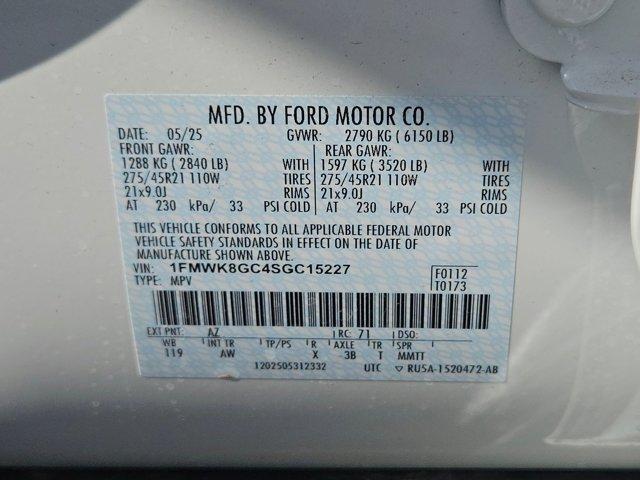 MFD. BY FORD MOTOR CO.
DATE: 05/25 GVWR: 2790 KG ( 6150 LB)
FRONT GAWR: REAR GAWR:
1288 KG ( 2840 LB) WITH 1597 KG ( 3520 LB) WITH
275/45R21 110W TIRES 275/45R21 110W TIRES
21x9.0J RIMS 21x9.0J RIMS
AT 230 kPa/ 33 PSI COLD AT 230 kPa/ 33 PSI COLD
THIS VEHICLE CONFORMS TO ALL APPLICABLE FEDERAL MOTOR
VEHICLE SAFETY STANDARDS IN EFFECT ON THE DATE OF
MANUFACTURE SHOWN ABOVE.
VIN: 1FMWK8GC4SGC15227 F0112
TYPE: MPV T0173
EXT PNT: AZ RC: 71 DSO:
WB INT TR TP/PS R AXLE TR SPR
119 AW X -3B T MMTT
1202505312332 UTC ▽ RU5A-1520472-AB